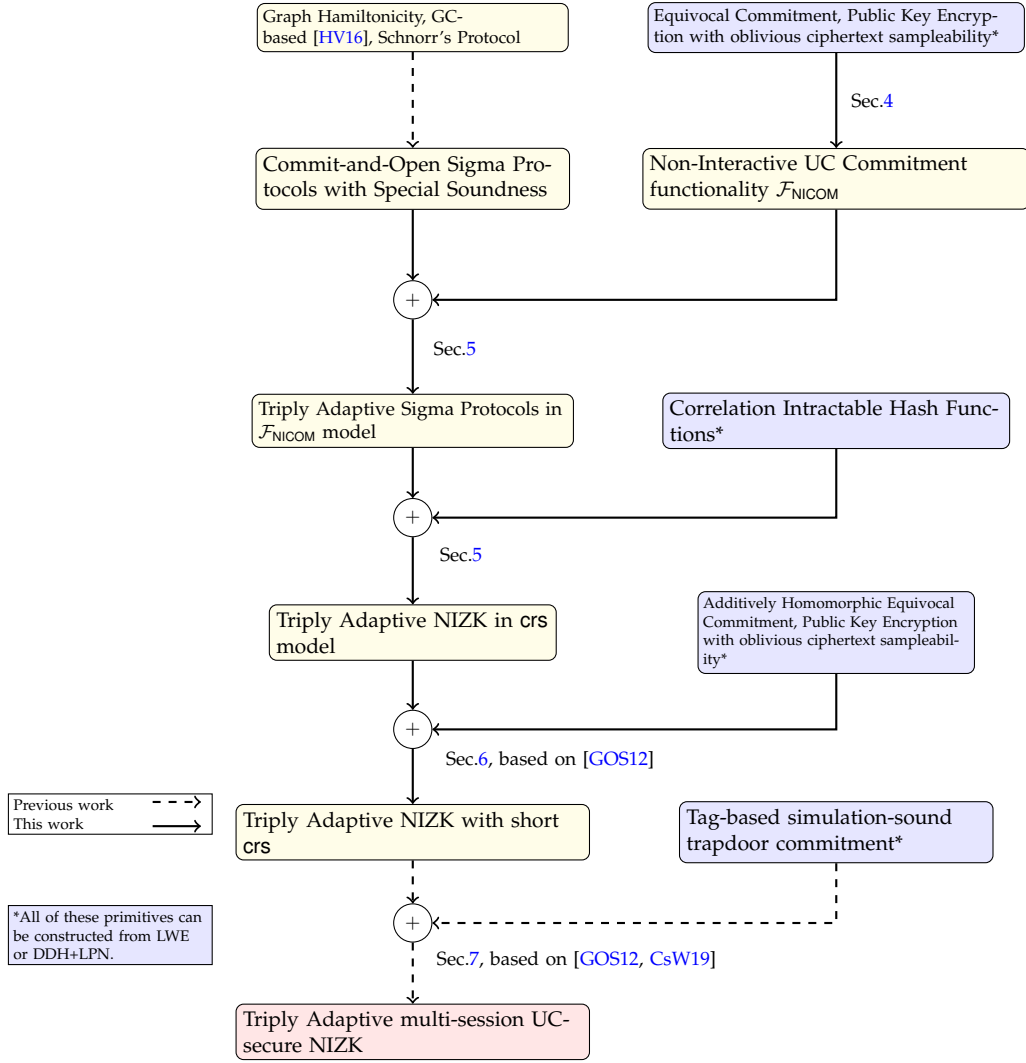 Graph Hamiltonicity, GC-
based [HV16], Schnorr's Protocol
Equivocal Commitment, Public Key Encryp-
tion with oblivious ciphertext sampleability*
Sec.4
Commit-and-Open Sigma Pro-
tocols with Special Soundness
Non-Interactive UC Commitment
functionality ℱNICOM
+
Sec.5
Triply Adaptive Sigma Protocols in
ℱNICOM model
Correlation Intractable Hash Func-
tions*
+
Sec.5
Triply Adaptive NIZK in crs
model
Additively Homomorphic Equivocal
Commitment, Public Key Encryption
with oblivious ciphertext sampleabil-
ity*
+
Sec.6, based on [GOS12]
Previous work
This work
Triply Adaptive NIZK with short
crs
Tag-based simulation-sound
trapdoor commitment*
*All of these primitives can
be constructed from LWE
or DDH+LPN.
+
Sec.7, based on [GOS12, CsW19]
Triply Adaptive multi-session UC-
secure NIZK